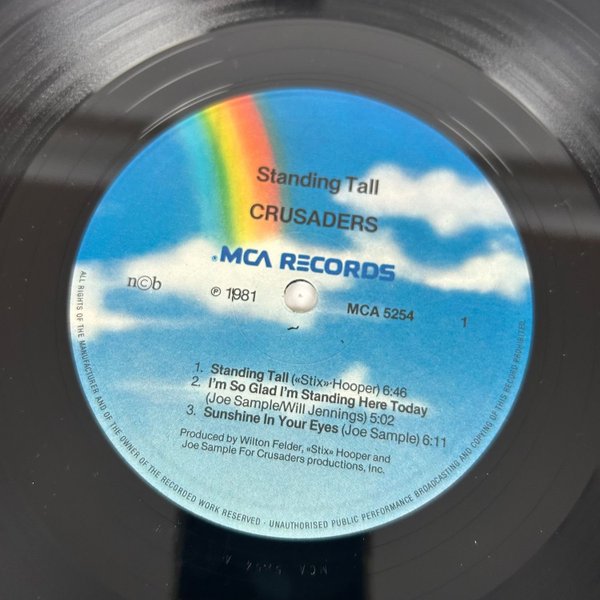 Standing Tall
CRUSADERS
®MCA RECORDS
n©b
℗ 1981
MCA 5254
1
1. Standing Tall («Stix» Hooper) 6:46
2. I'm So Glad I'm Standing Here Today
(Joe Sample/Will Jennings) 5:02
3. Sunshine In Your Eyes (Joe Sample) 6:11
Produced by Wilton Felder, «Stix» Hooper and
Joe Sample For Crusaders productions, Inc.
ALL RIGHTS OF THE MANUFACTURER AND OF THE OWNER OF THE RECORDED WORK RESERVED · UNAUTHORISED PUBLIC PERFORMANCE BROADCASTING AND COPYING OF THIS RECORD PROHIBITED.